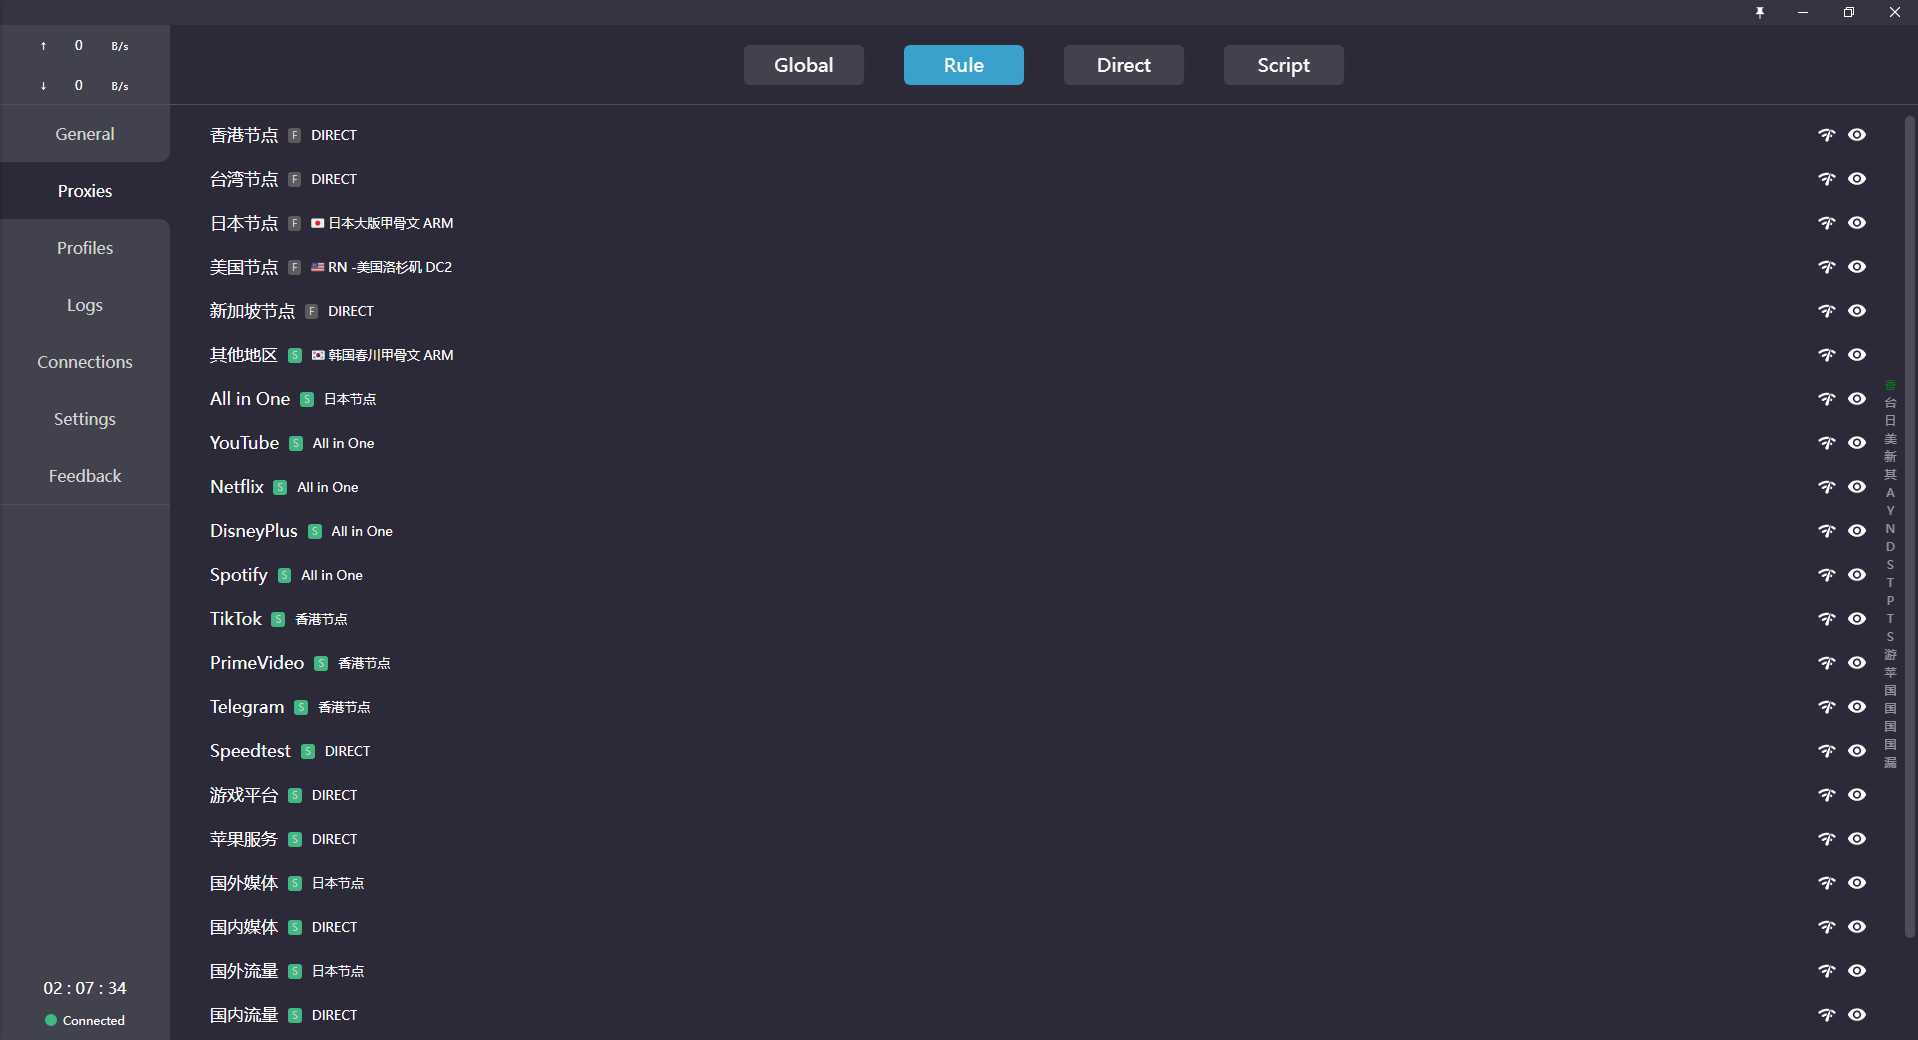 ↑ 0 B/s
↓ 0 B/s
General
Proxies
Profiles
Logs
Connections
Settings
Feedback
02 : 07 : 34
Connected
Global Rule Direct Script
香港节点 F DIRECT
台湾节点 F DIRECT
日本节点 F 🇯🇵 日本大版甲骨文 ARM
美国节点 F 🇺🇸 RN -美国洛杉矶 DC2
新加坡节点 F DIRECT
其他地区 S 🇰🇷 韩国春川甲骨文 ARM
All in One S 日本节点
YouTube S All in One
Netflix S All in One
DisneyPlus S All in One
Spotify S All in One
TikTok S 香港节点
PrimeVideo S 香港节点
Telegram S 香港节点
Speedtest S DIRECT
游戏平台 S DIRECT
苹果服务 S DIRECT
国外媒体 S 日本节点
国内媒体 S DIRECT
国外流量 S 日本节点
国内流量 S DIRECT
香
台
日
美
新
其
A
Y
N
D
S
T
P
T
S
游
苹
国
国
国
国
漏